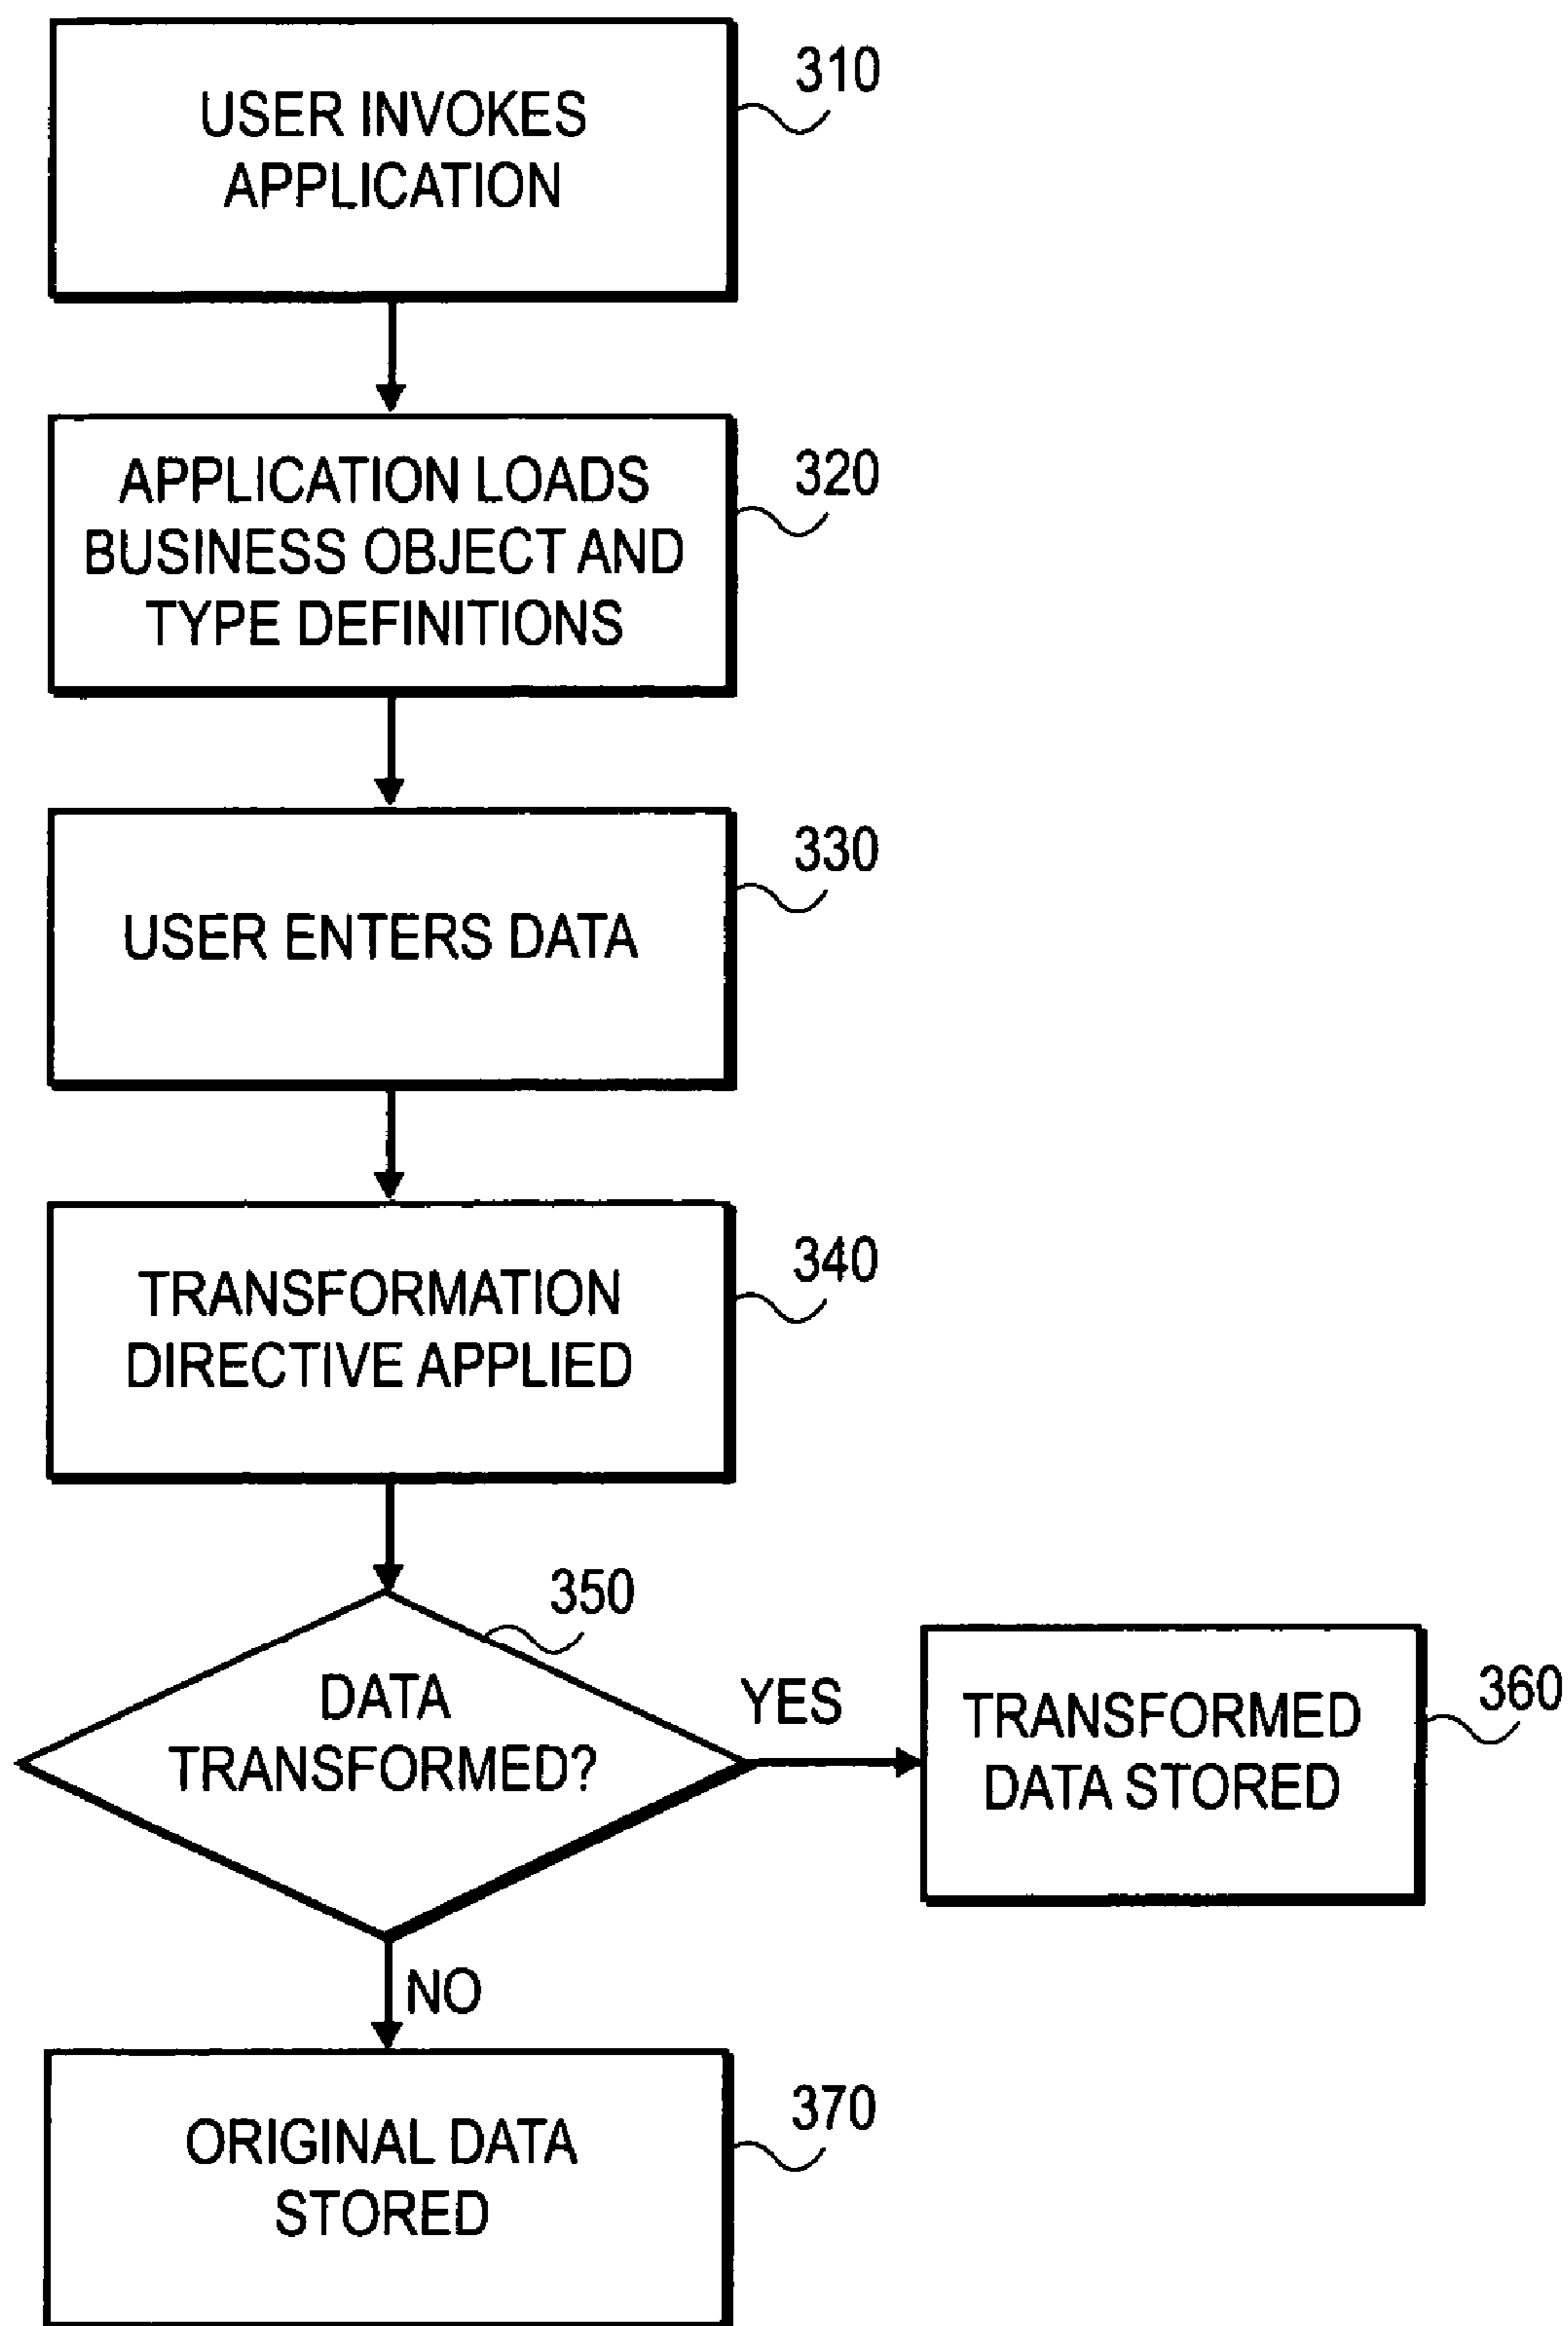 USER INVOKES
APPLICATION
310
APPLICATION LOADS
BUSINESS OBJECT AND
TYPE DEFINITIONS
320
USER ENTERS DATA
330
TRANSFORMATION
DIRECTIVE APPLIED
340
350
DATA
TRANSFORMED?
YES
TRANSFORMED
DATA STORED
360
NO
ORIGINAL DATA
STORED
370